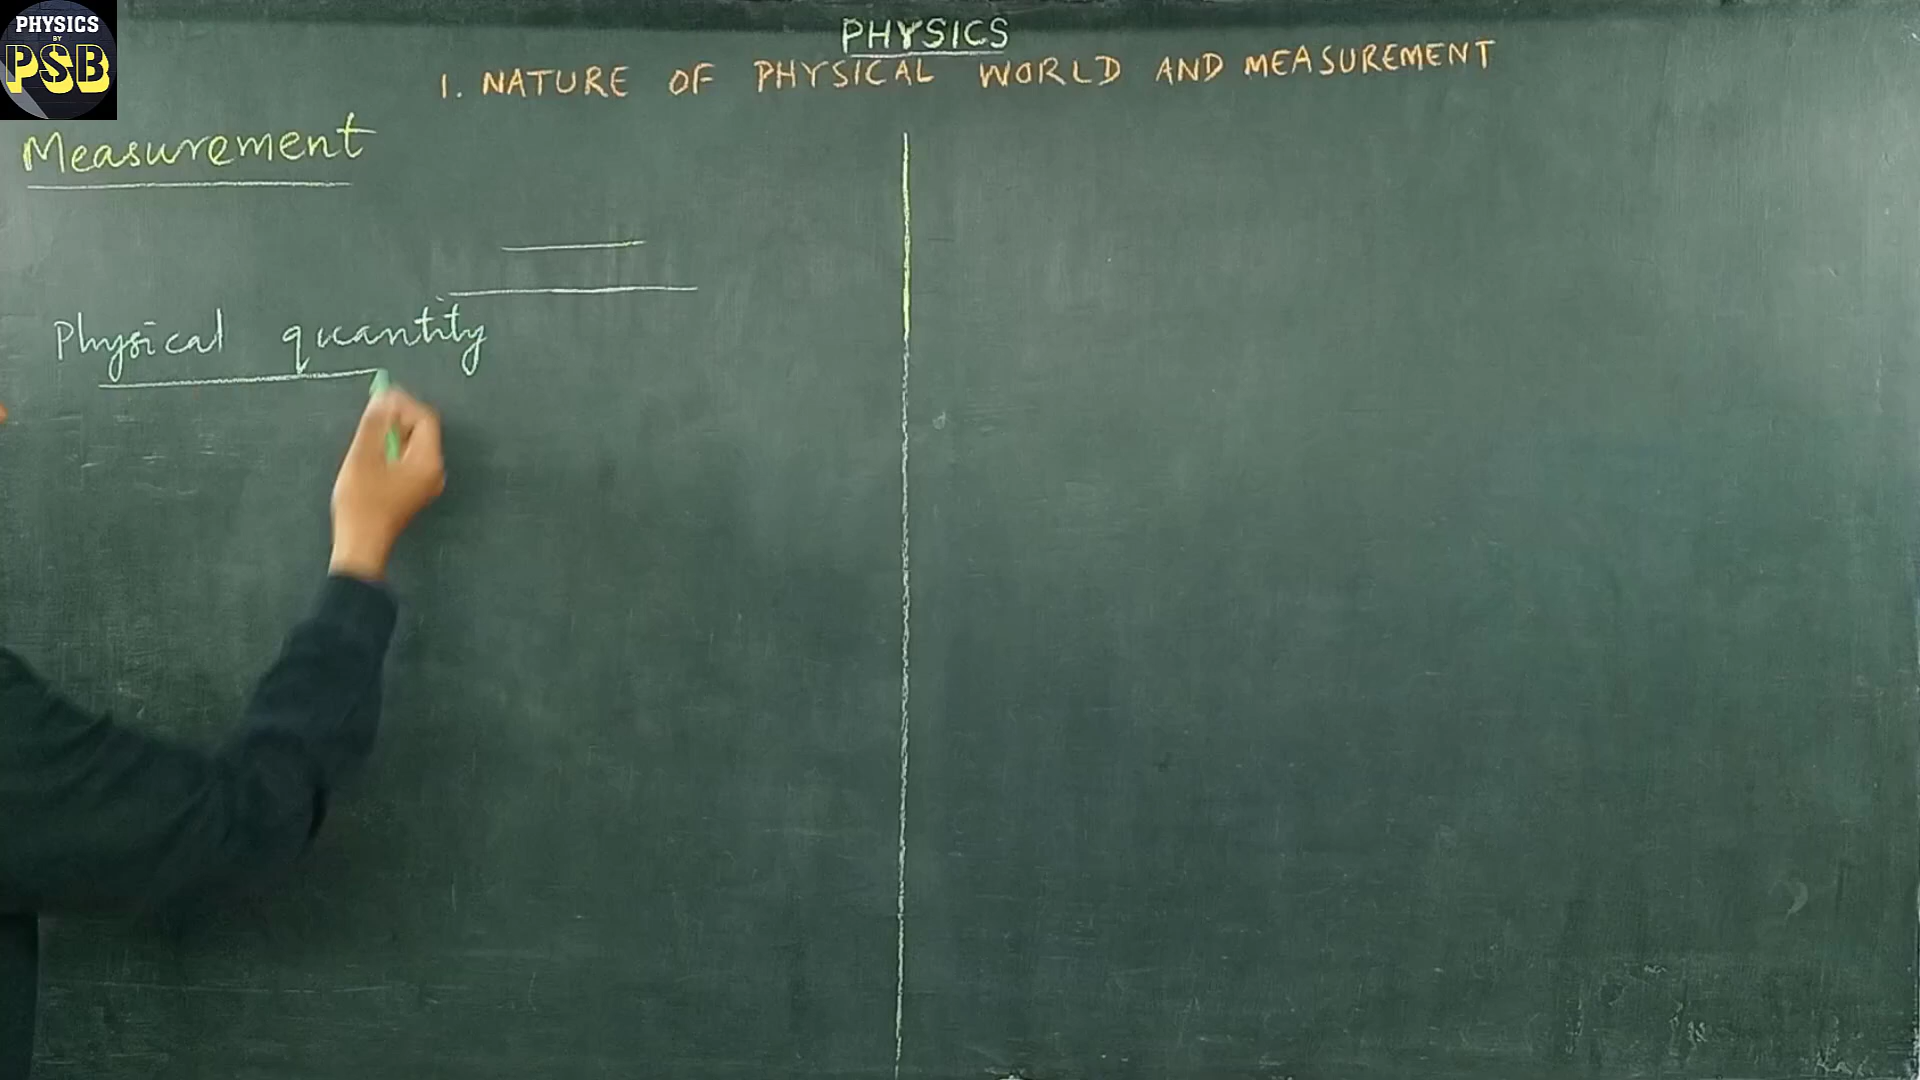 PHYSICS
BY
PSB
PHYSICS
1. NATURE OF PHYSICAL WORLD AND MEASUREMENT
Measurement
Physical quantity